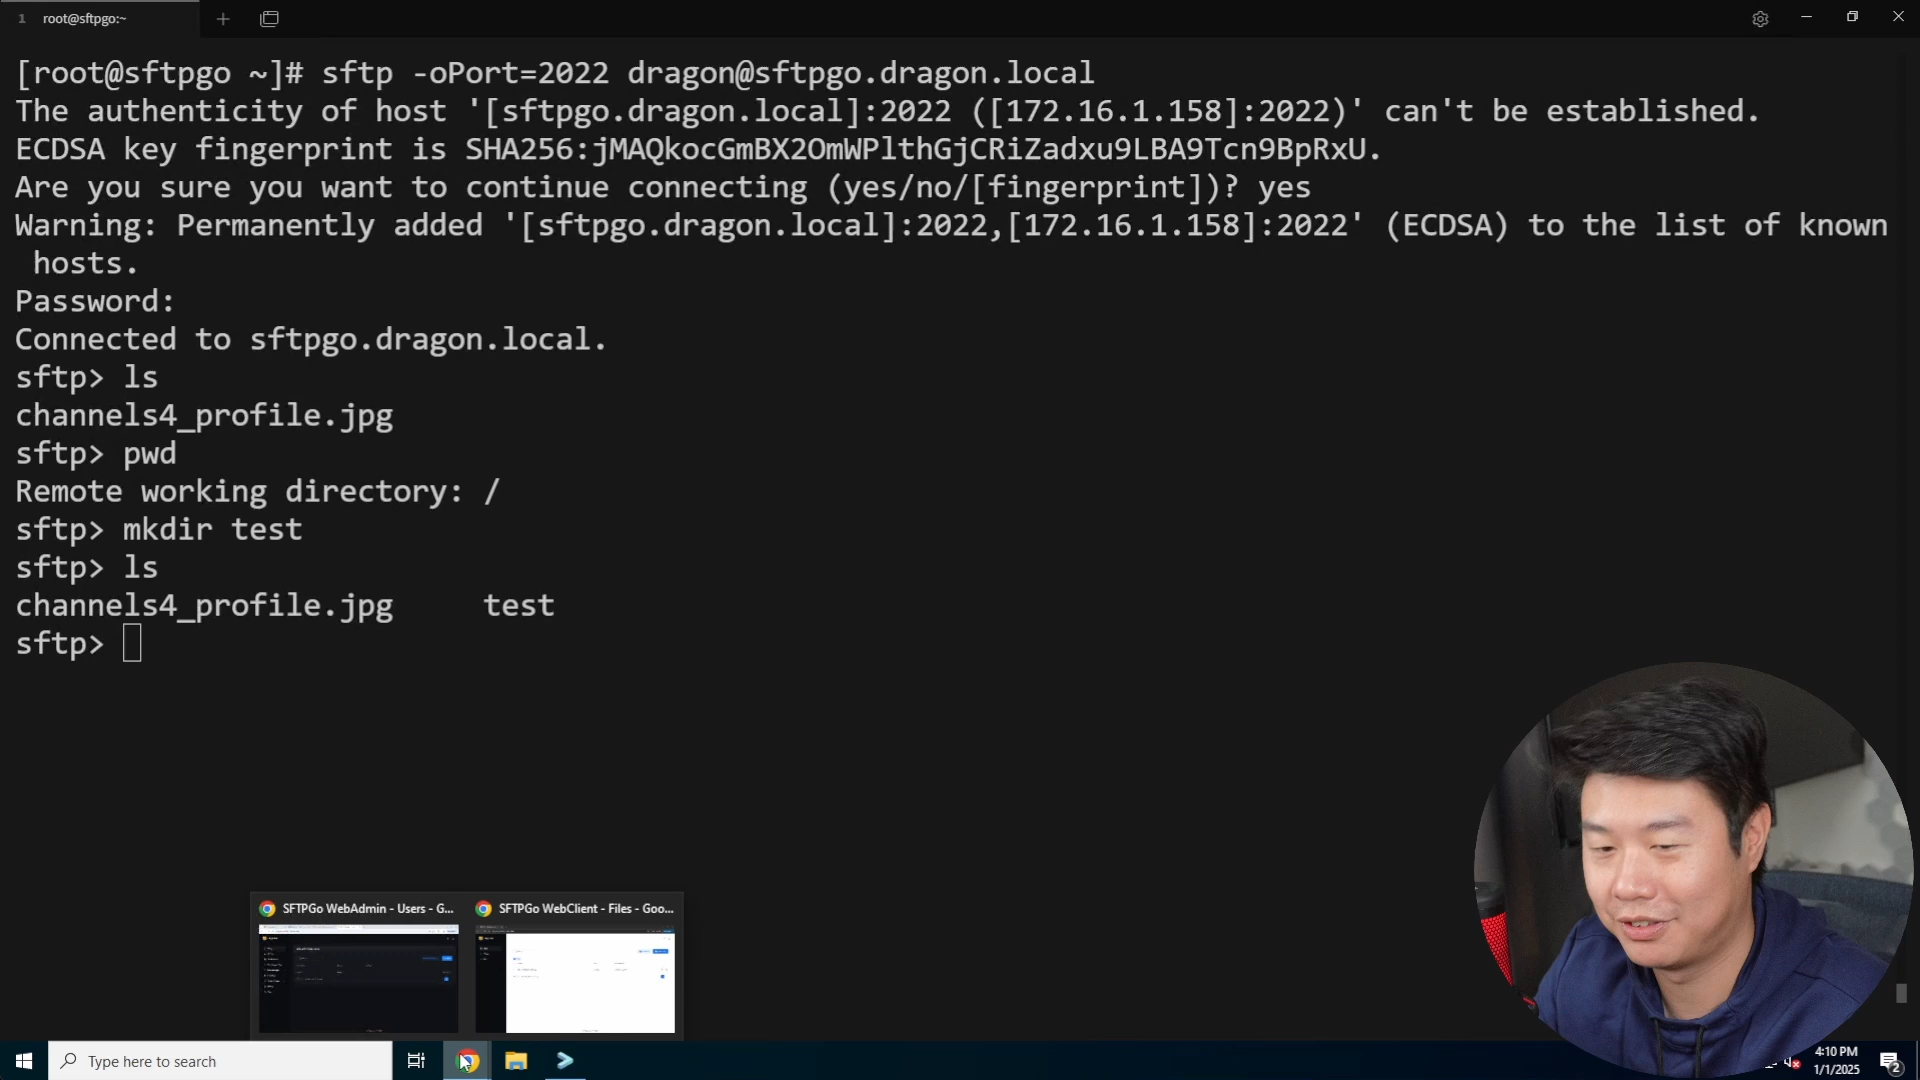 1 root@sftpgo:~
[root@sftpgo ~]# sftp -oPort=2022 dragon@sftpgo.dragon.local
The authenticity of host '[sftpgo.dragon.local]:2022 ([172.16.1.158]:2022)' can't be established.
ECDSA key fingerprint is SHA256:jMAQkocGmBX2OmWPlthGjCRiZadxu9LBA9Tcn9BpRxU.
Are you sure you want to continue connecting (yes/no/[fingerprint])? yes
Warning: Permanently added '[sftpgo.dragon.local]:2022,[172.16.1.158]:2022' (ECDSA) to the list of known
hosts.
Password:
Connected to sftpgo.dragon.local.
sftp> ls
channels4_profile.jpg
sftp> pwd
Remote working directory: /
sftp> mkdir test
sftp> ls
channels4_profile.jpg test
sftp>
SFTPGo WebAdmin - Users - G...
SFTPGo WebClient - Files - Goo...
Type here to search
4:10 PM
1/1/2025
2